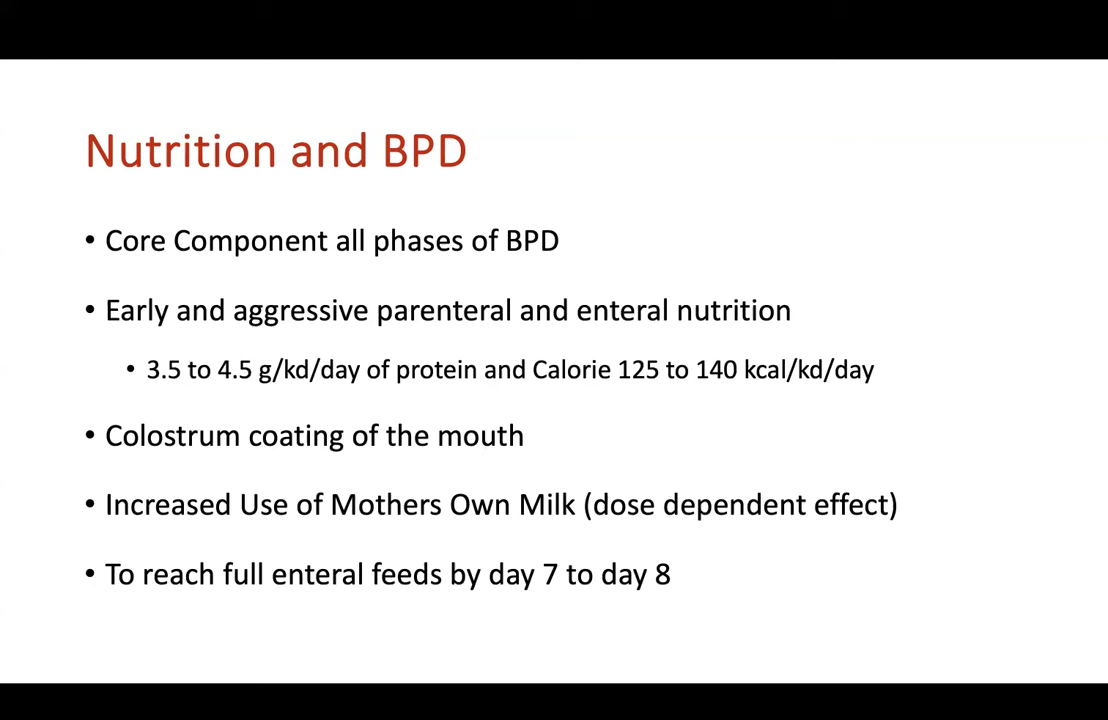 Nutrition and BPD
• Core Component all phases of BPD
• Early and aggressive parenteral and enteral nutrition
• 3.5 to 4.5 g/kd/day of protein and Calorie 125 to 140 kcal/kd/day
• Colostrum coating of the mouth
• Increased Use of Mothers Own Milk (dose dependent effect)
• To reach full enteral feeds by day 7 to day 8